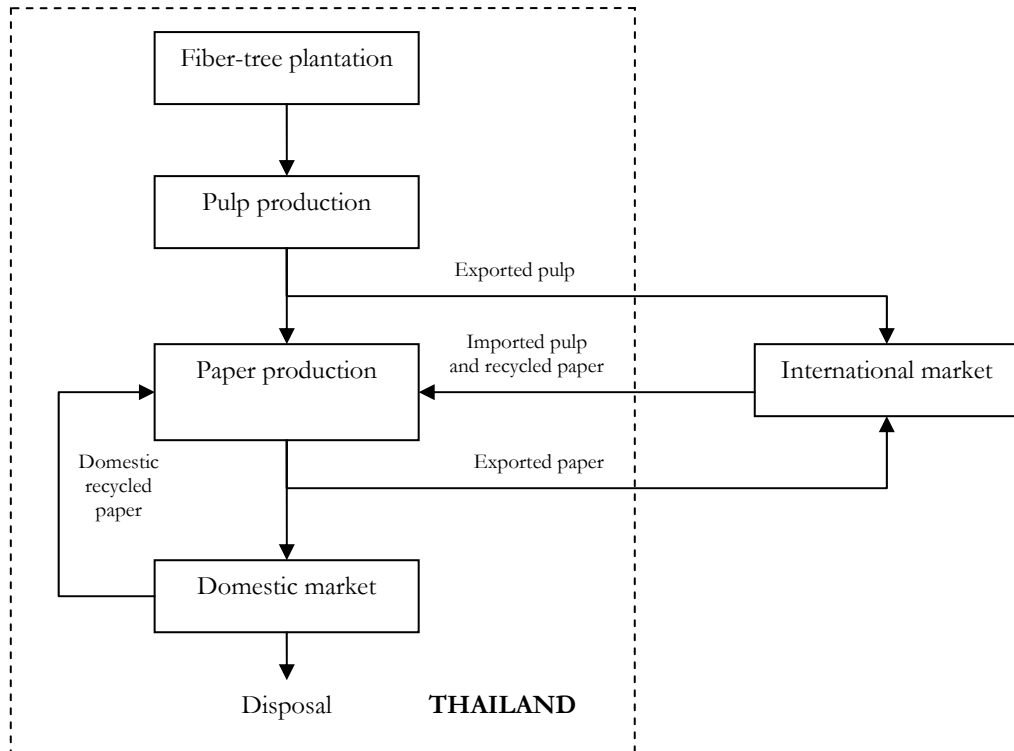 Fiber-tree plantation
Pulp production
Exported pulp
Imported pulp
and recycled paper
Paper production
International market
Domestic
recycled
paper
Exported paper
Domestic market
Disposal
THAILAND